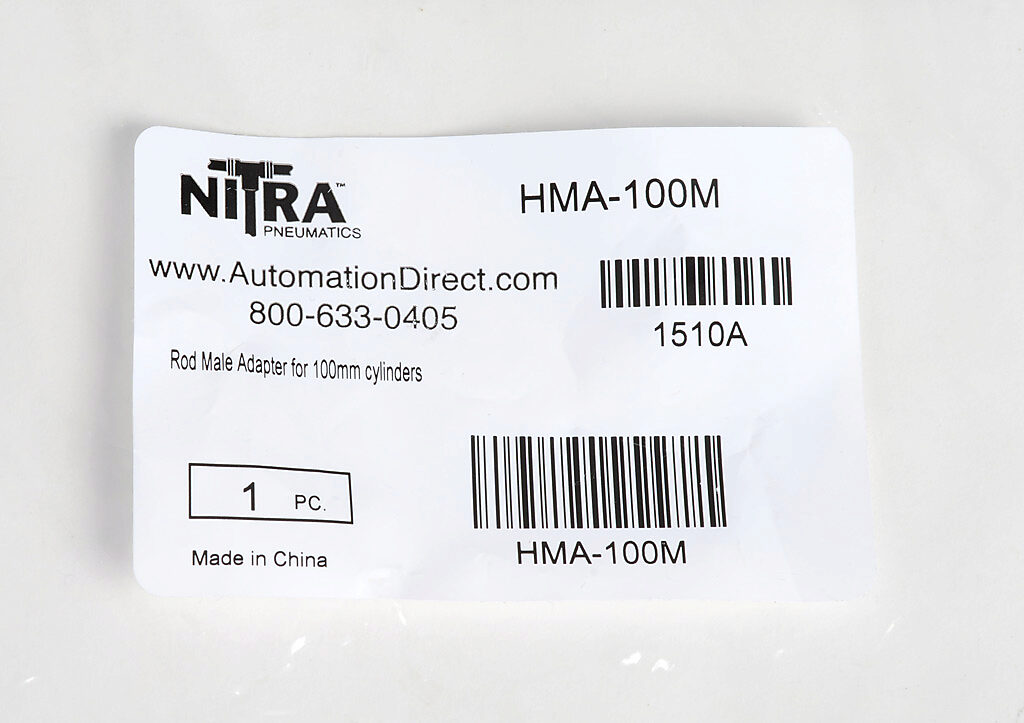 NITRA™
PNEUMATICS
HMA-100M
www.AutomationDirect.com
800-633-0405
1510A
Rod Male Adapter for 100mm cylinders
1 PC.
HMA-100M
Made in China